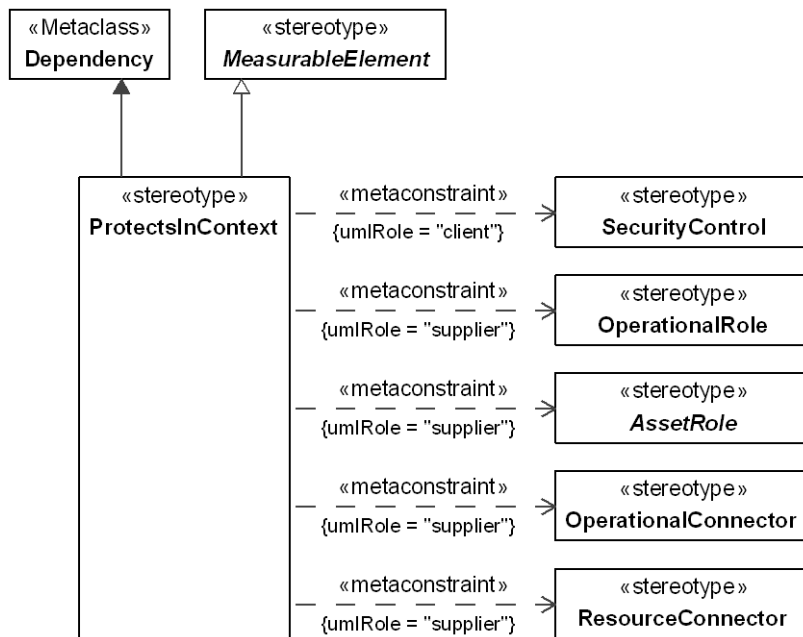 «Metaclass»
Dependency
«stereotype»
MeasurableElement
«stereotype»
ProtectsInContext
«metaconstraint»
{umlRole = "client"}
«stereotype»
SecurityControl
«metaconstraint»
{umlRole = "supplier"}
«stereotype»
OperationalRole
«metaconstraint»
{umlRole = "supplier"}
«stereotype»
AssetRole
«metaconstraint»
{umlRole = "supplier"}
«stereotype»
OperationalConnector
«metaconstraint»
{umlRole = "supplier"}
«stereotype»
ResourceConnector